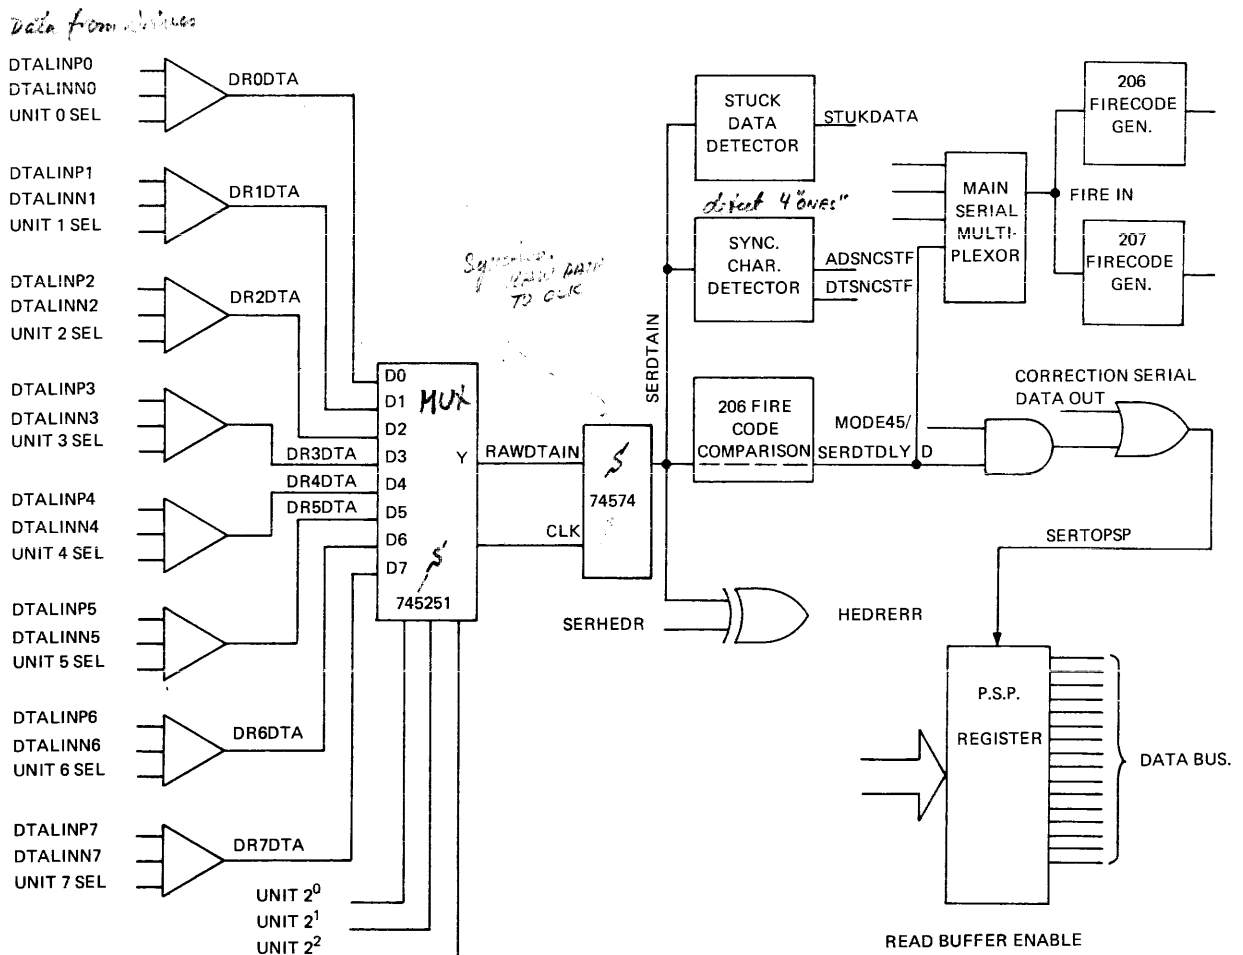 Data from drives
DTALINP0
DTALINN0
UNIT 0 SEL
DR0DTA
DTALINP1
DTALINN1
UNIT 1 SEL
DR1DTA
DTALINP2
DTALINN2
UNIT 2 SEL
DR2DTA
DTALINP3
DTALINN3
UNIT 3 SEL
DR3DTA
DTALINP4
DTALINN4
UNIT 4 SEL
DR4DTA
DR5DTA
DTALINP5
DTALINN5
UNIT 5 SEL
DTALINP6
DTALINN6
UNIT 6 SEL
DR6DTA
DTALINP7
DTALINN7
UNIT 7 SEL
DR7DTA
UNIT 2⁰
UNIT 2¹
UNIT 2²
D0
D1
D2
D3
D4
D5
D6
D7
MUX
Y
S
745251
RAW DATA
TO CLK
RAWDTAIN
CLK
S
74574
SERDTAIN
STUCK
DATA
DETECTOR
STUKDATA
detect 4 "ONES"
SYNC.
CHAR.
DETECTOR
ADSNCSTF
DTSNCSTF
206 FIRE
CODE
COMPARISON
MODE45/
SERDTDLY D
SERHEDR
HEDRERR
MAIN
SERIAL
MULTI-
PLEXOR
FIRE IN
206
FIRECODE
GEN.
207
FIRECODE
GEN.
CORRECTION SERIAL
DATA OUT
SERTOPSP
P.S.P.
REGISTER
DATA BUS.
READ BUFFER ENABLE